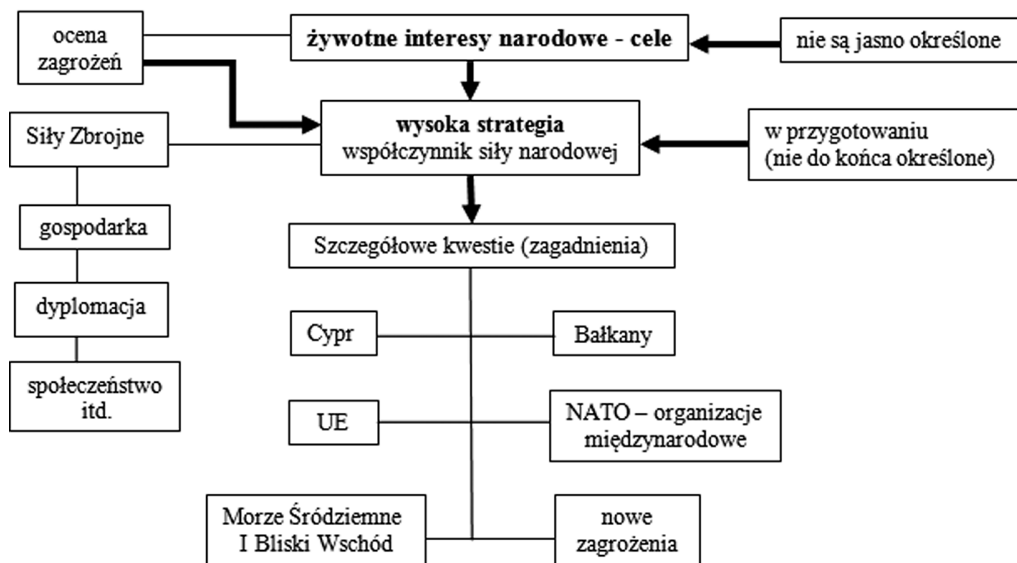 ocena
zagrożeń
żywotne interesy narodowe - cele
nie są jasno określone
Siły Zbrojne
wysoka strategia
współczynnik siły narodowej
w przygotowaniu
(nie do końca określone)
gospodarka
Szczegółowe kwestie (zagadnienia)
dyplomacja
Cypr
Bałkany
społeczeństwo
itd.
UE
NATO – organizacje
międzynarodowe
Morze Śródziemne
I Bliski Wschód
nowe
zagrożenia